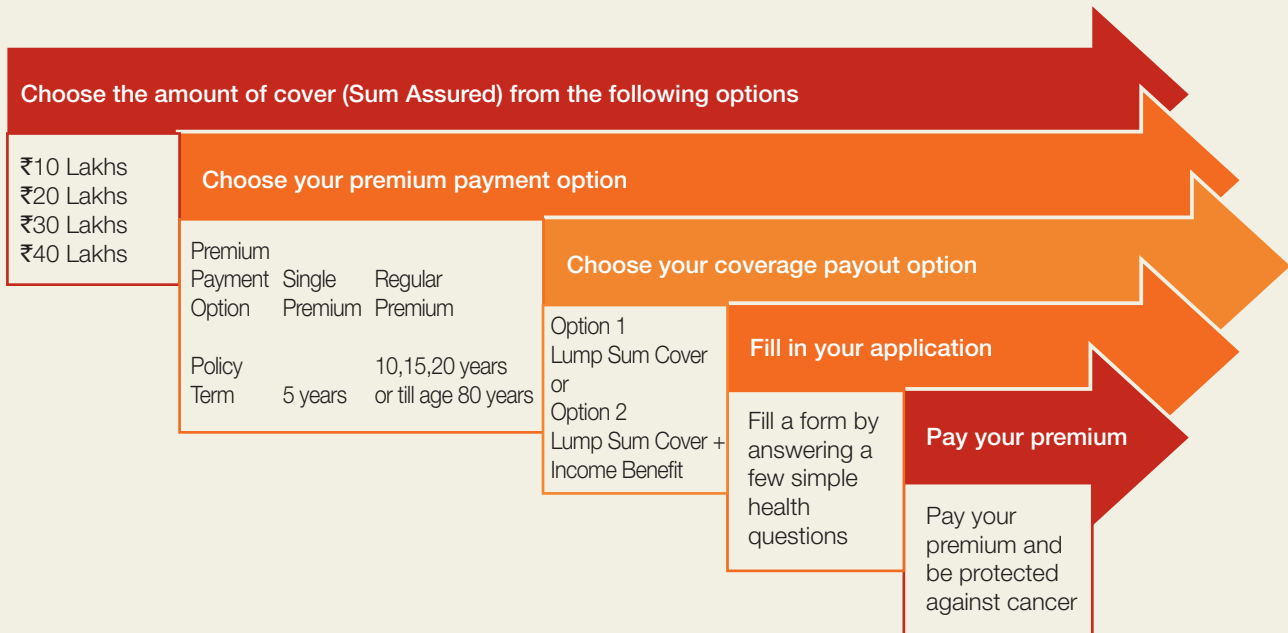 Choose the amount of cover (Sum Assured) from the following options
₹10 Lakhs
₹20 Lakhs
₹30 Lakhs
₹40 Lakhs
Choose your premium payment option
Premium
Payment Single Regular
Option Premium Premium
Policy 10,15,20 years
Term 5 years or till age 80 years
Choose your coverage payout option
Option 1
Lump Sum Cover
or
Option 2
Lump Sum Cover +
Income Benefit
Fill in your application
Fill a form by
answering a
few simple
health
questions
Pay your premium
Pay your
premium and
be protected
against cancer